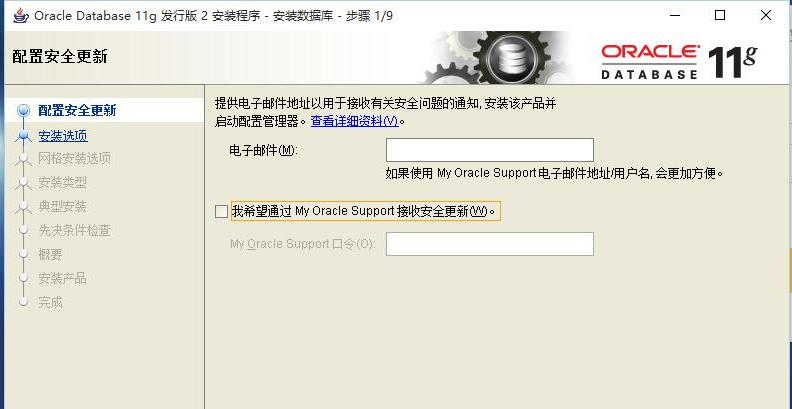 Oracle Database 11g 发行版 2 安装程序 - 安装数据库 - 步骤 1/9
配置安全更新
ORACLE
DATABASE
11g
配置安全更新
安装选项
网格安装选项
安装类型
典型安装
先决条件检查
概要
安装产品
完成
提供电子邮件地址以用于接收有关安全问题的通知, 安装该产品并
启动配置管理器。查看详细资料(V)。
电子邮件(M):
如果使用 My Oracle Support 电子邮件地址/用户名, 会更加方便。
我希望通过 My Oracle Support 接收安全更新(W)。
My Oracle Support 口令(O):